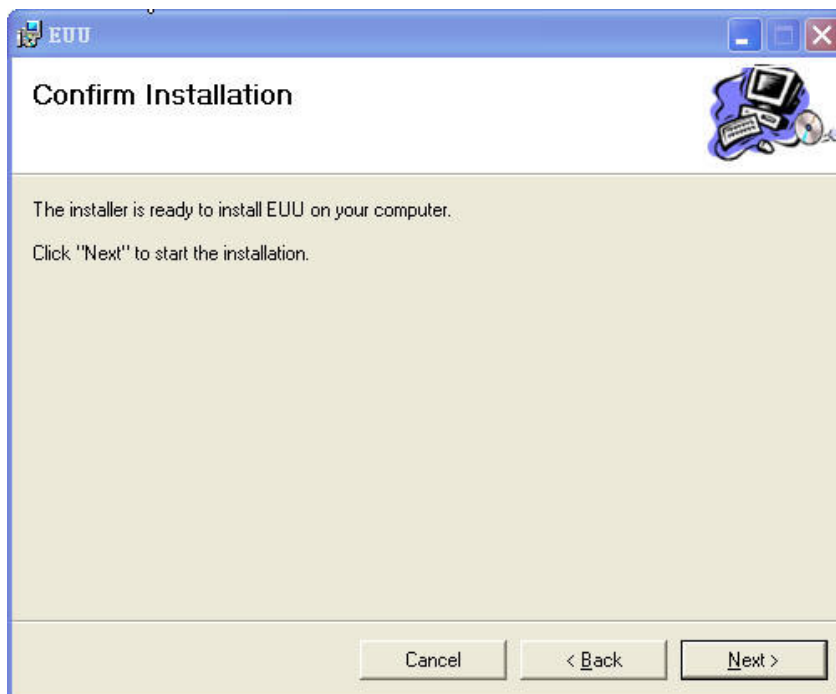 EUU
Confirm Installation
The installer is ready to install EUU on your computer.
Click "Next" to start the installation.
Cancel
< Back
Next >